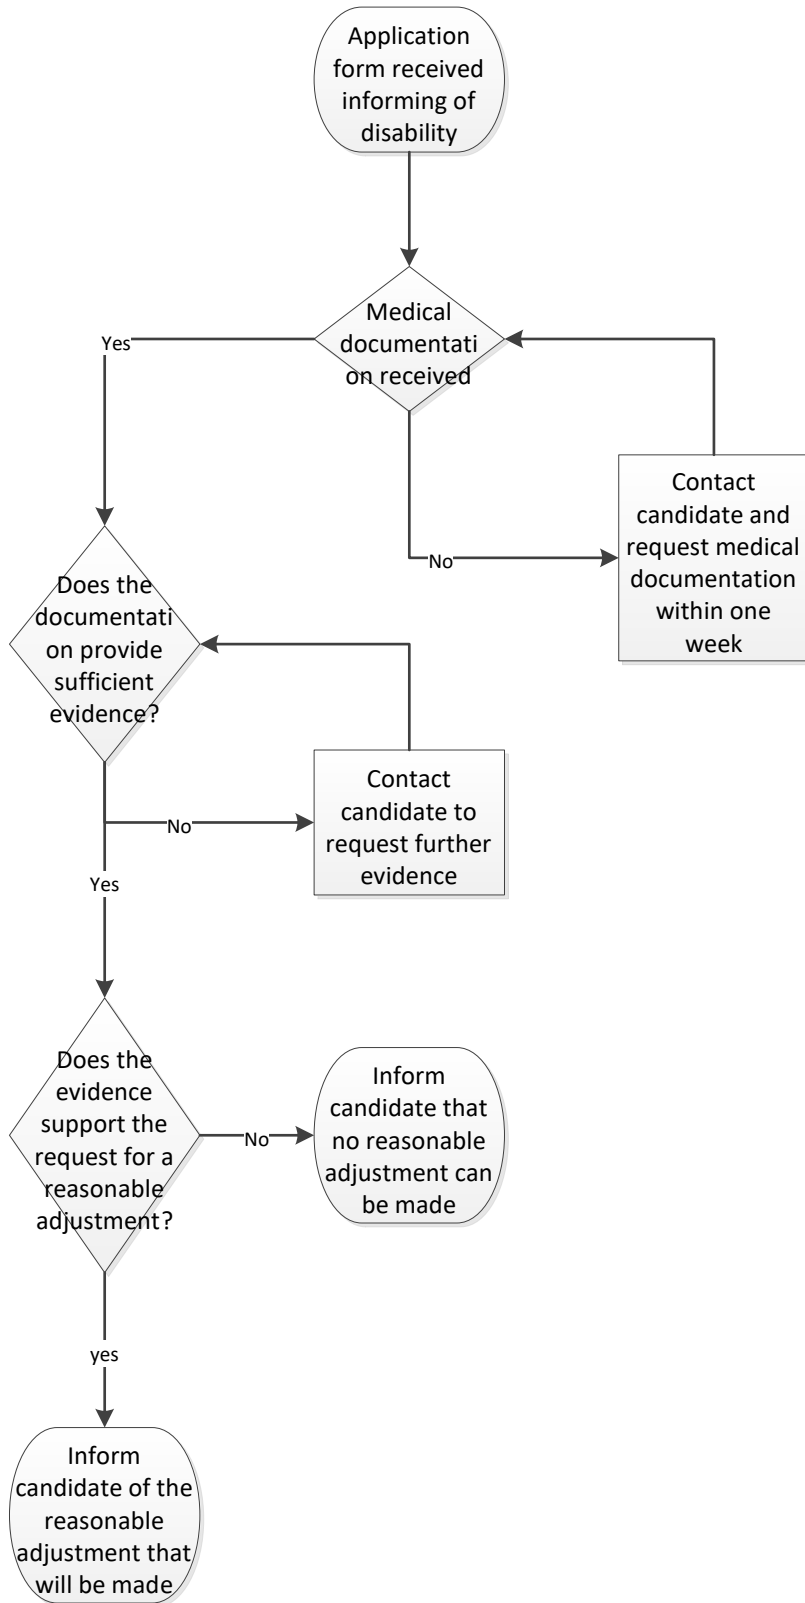 Application
form received
informing of
disability
Medical
documentati
on received
Yes
No
Contact
candidate and
request medical
documentation
within one
week
Does the
documentati
on provide
sufficient
evidence?
No
Contact
candidate to
request further
evidence
Yes
Does the
evidence
support the
request for a
reasonable
adjustment?
No
Inform
candidate that
no reasonable
adjustment can
be made
yes
Inform
candidate of the
reasonable
adjustment that
will be made